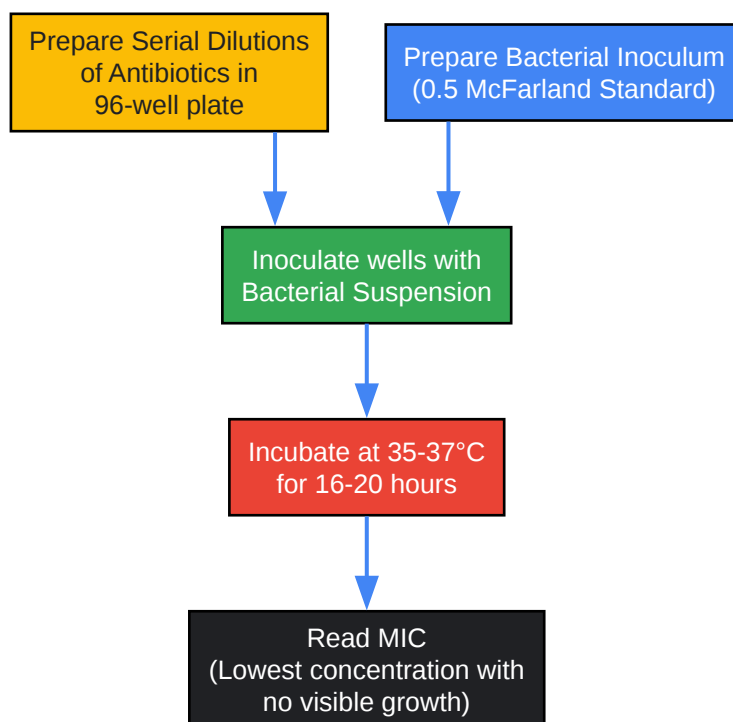 Prepare Serial Dilutions
of Antibiotics in
96-well plate
Prepare Bacterial Inoculum
(0.5 McFarland Standard)
Inoculate wells with
Bacterial Suspension
Incubate at 35-37°C
for 16-20 hours
Read MIC
(Lowest concentration with
no visible growth)